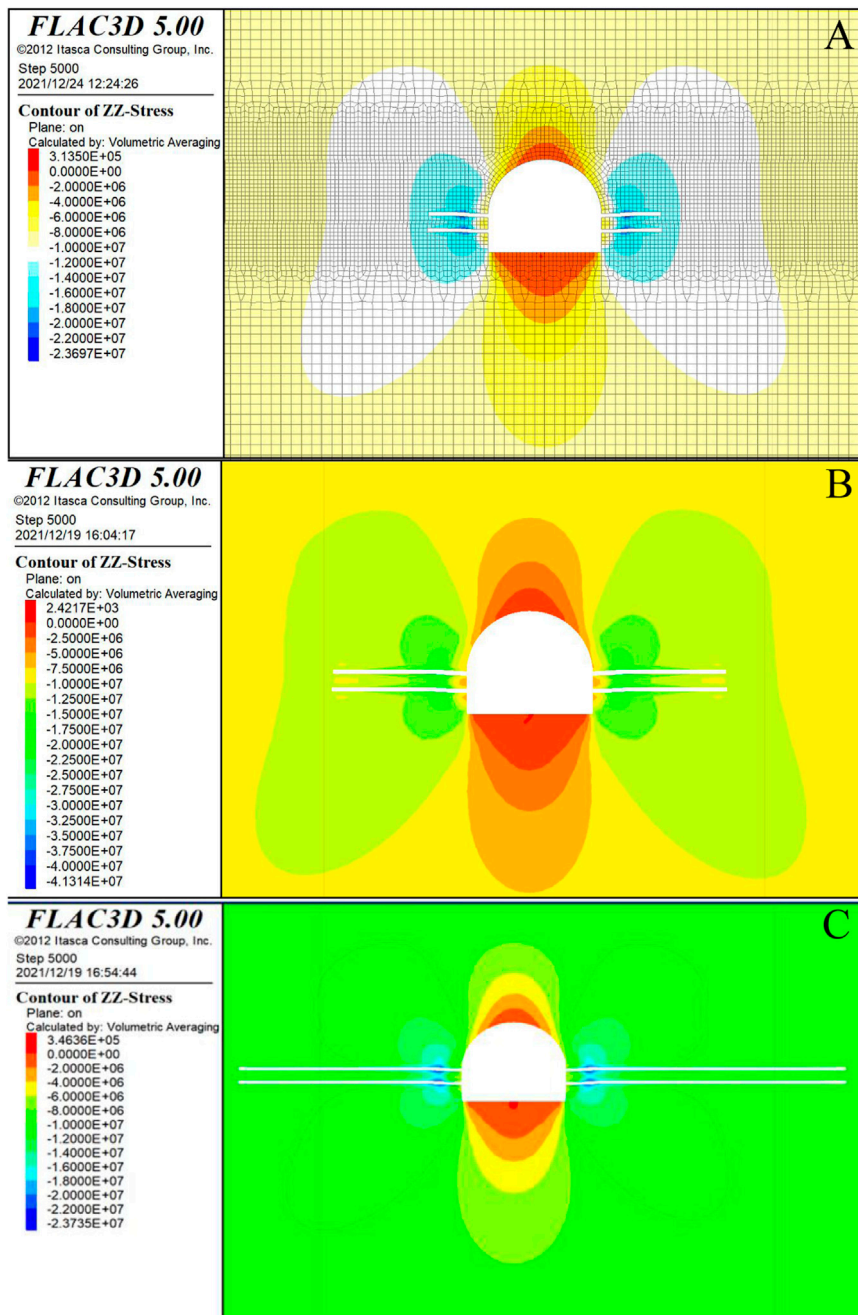 FLAC3D 5.00
©2012 Itasca Consulting Group, Inc.
Step 5000
2021/12/24 12:24:26
Contour of ZZ-Stress
Plane: on
Calculated by: Volumetric Averaging
3.1350E+05
0.0000E+00
-2.0000E+06
-4.0000E+06
-6.0000E+06
-8.0000E+06
-1.0000E+07
-1.2000E+07
-1.4000E+07
-1.6000E+07
-1.8000E+07
-2.0000E+07
-2.2000E+07
-2.3697E+07
A
FLAC3D 5.00
©2012 Itasca Consulting Group, Inc.
Step 5000
2021/12/19 16:04:17
Contour of ZZ-Stress
Plane: on
Calculated by: Volumetric Averaging
2.4217E+03
0.0000E+00
-2.5000E+06
-5.0000E+06
-7.5000E+06
-1.0000E+07
-1.2500E+07
-1.5000E+07
-1.7500E+07
-2.0000E+07
-2.2500E+07
-2.5000E+07
-2.7500E+07
-3.0000E+07
-3.2500E+07
-3.5000E+07
-3.7500E+07
-4.0000E+07
-4.1314E+07
B
FLAC3D 5.00
©2012 Itasca Consulting Group, Inc.
Step 5000
2021/12/19 16:54:44
Contour of ZZ-Stress
Plane: on
Calculated by: Volumetric Averaging
3.4636E+05
0.0000E+00
-2.0000E+06
-4.0000E+06
-6.0000E+06
-8.0000E+06
-1.0000E+07
-1.2000E+07
-1.4000E+07
-1.6000E+07
-1.8000E+07
-2.0000E+07
-2.2000E+07
-2.3735E+07
C